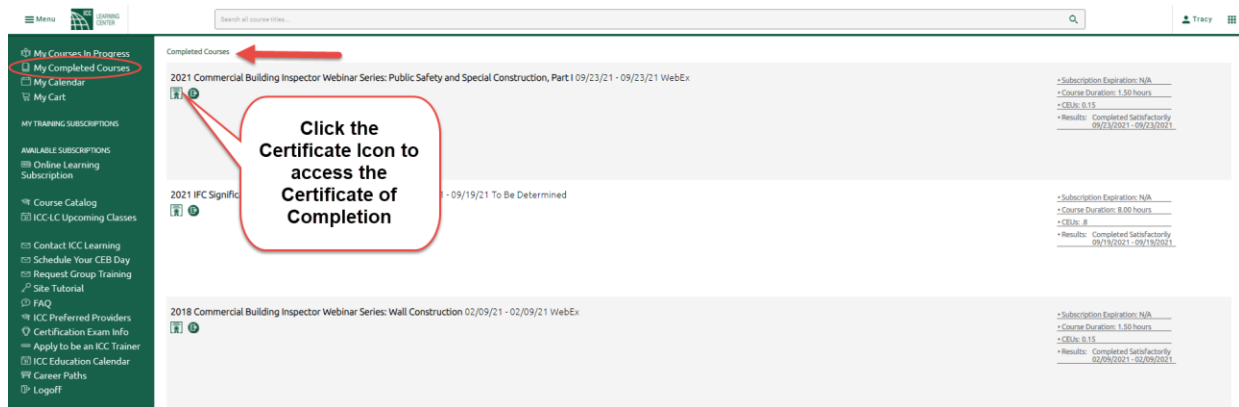 Menu
ICC LEARNING CENTER
Search all course titles...
Tracy
My Courses In Progress
My Completed Courses
My Calendar
My Cart
MY TRAINING SUBSCRIPTIONS
AVAILABLE SUBSCRIPTIONS
Online Learning
Subscription
Course Catalog
ICC-LC Upcoming Classes
Contact ICC Learning
Schedule Your CEB Day
Request Group Training
Site Tutorial
FAQ
ICC Preferred Providers
Certification Exam Info
Apply to be an ICC Trainer
ICC Education Calendar
Career Paths
Logoff
Completed Courses
2021 Commercial Building Inspector Webinar Series: Public Safety and Special Construction, Part I 09/23/21 - 09/23/21 WebEx
• Subscription Expiration: N/A
• Course Duration: 1.50 hours
• CEUs: 0.15
• Results: Completed Satisfactorily
09/23/2021 - 09/23/2021
Click the
Certificate Icon to
access the
Certificate of
Completion
2021 IFC - 09/19/21 To Be Determined
• Subscription Expiration: N/A
• Course Duration: 8.00 hours
• CEUs: .8
• Results: Completed Satisfactorily
09/19/2021 - 09/19/2021
2018 Commercial Building Inspector Webinar Series: Wall Construction 02/09/21 - 02/09/21 WebEx
• Subscription Expiration: N/A
• Course Duration: 1.50 hours
• CEUs: 0.15
• Results: Completed Satisfactorily
02/09/2021 - 02/09/2021